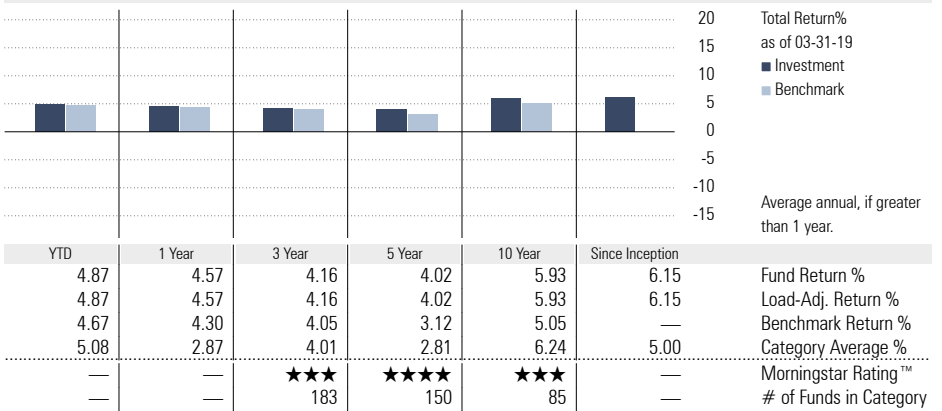 20
15
10
5
0
-5
-10
-15
Total Return%
as of 03-31-19
■ Investment
■ Benchmark
Average annual, if greater
than 1 year.
YTD 1 Year 3 Year 5 Year 10 Year Since Inception
4.87 4.57 4.16 4.02 5.93 6.15 Fund Return %
4.87 4.57 4.16 4.02 5.93 6.15 Load-Adj. Return %
4.67 4.30 4.05 3.12 5.05 — Benchmark Return %
5.08 2.87 4.01 2.81 6.24 5.00 Category Average %
— — ★★★ ★★★★ ★★★ — Morningstar Rating™
— — 183 150 85 — # of Funds in Category